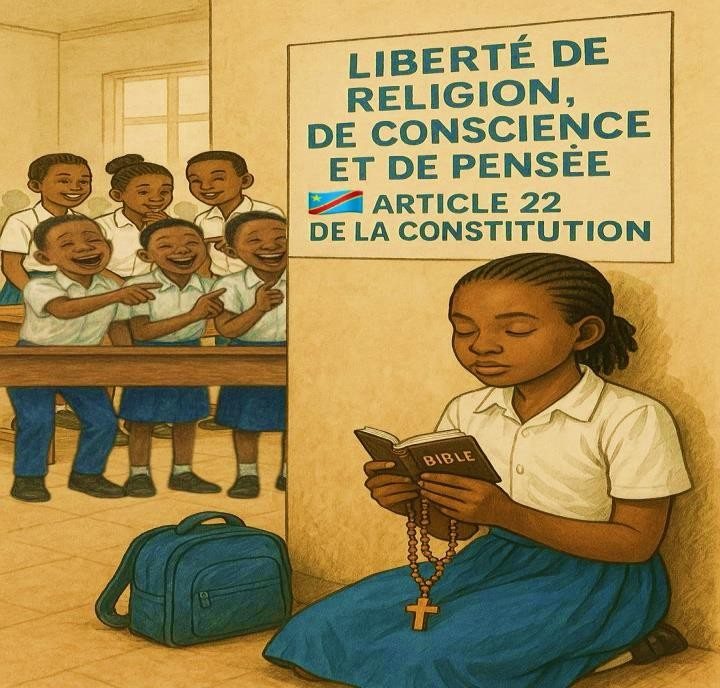 LIBERTÉ DE
RELIGION,
DE CONSCIENCE
ET DE PENSÉE
ARTICLE 22
DE LA CONSTITUTION
BIBLE